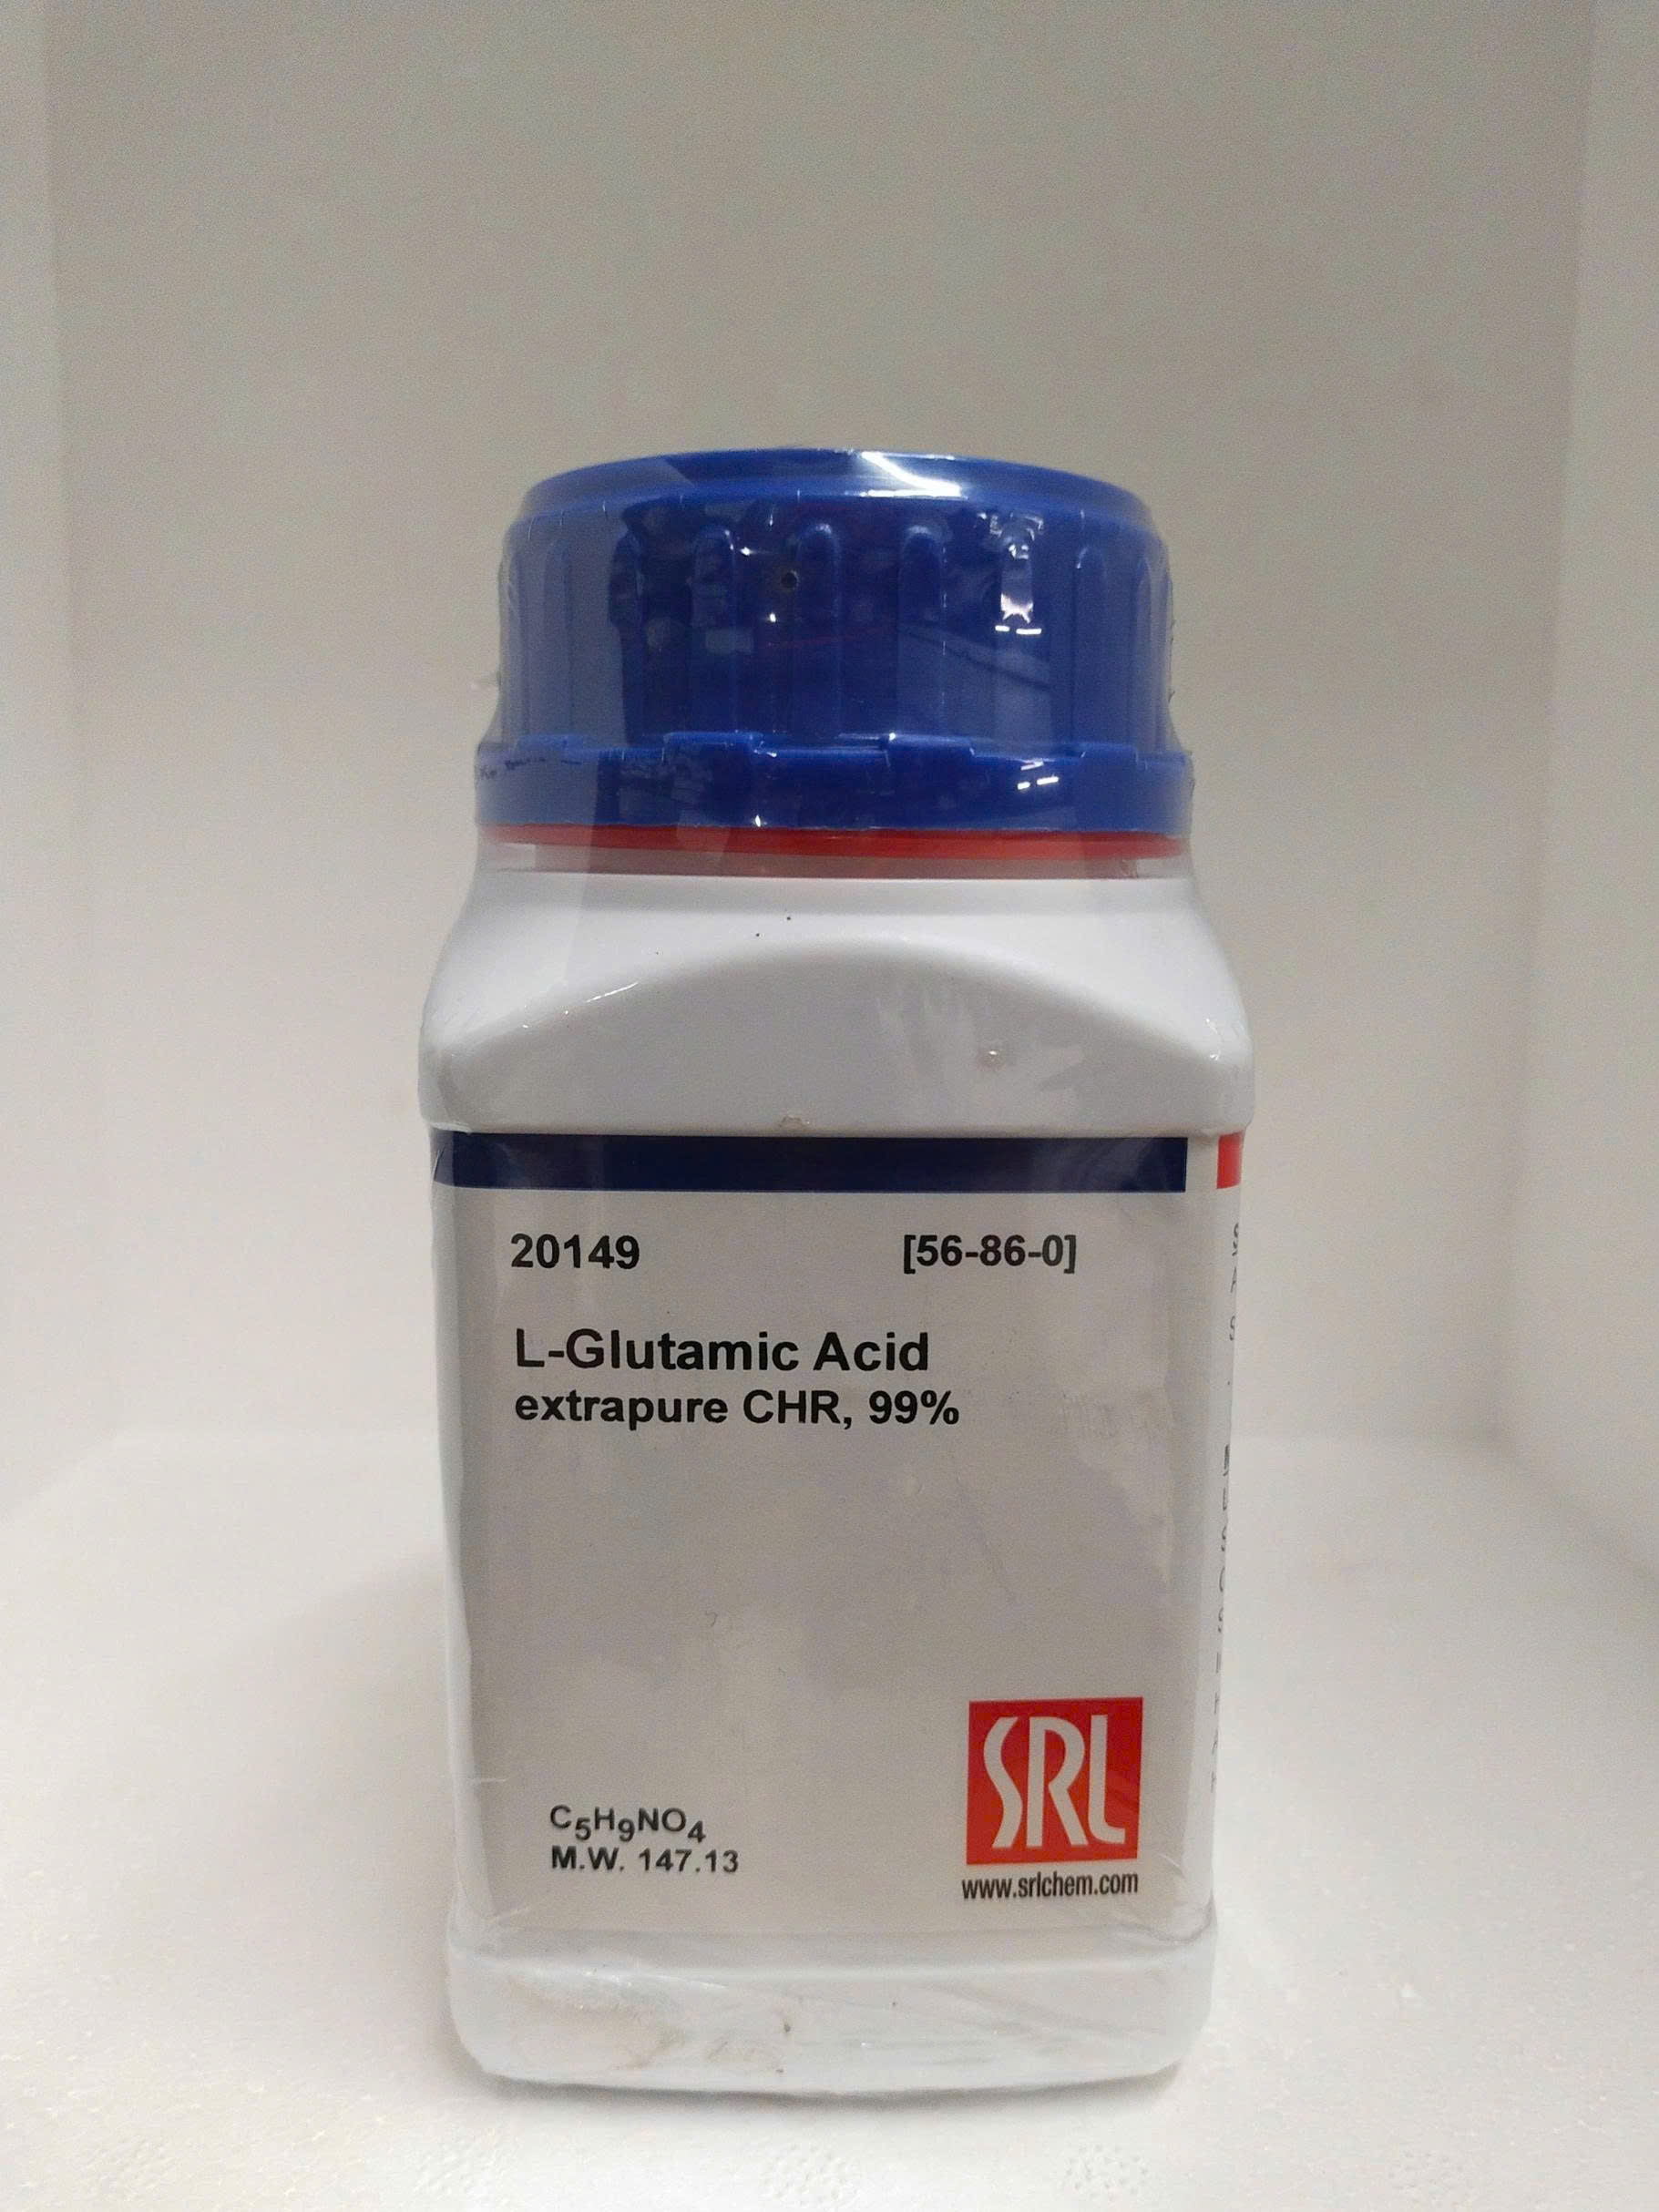 20149 [56-86-0]
L-Glutamic Acid
extrapure CHR, 99%
C₅H₉NO₄
M.W. 147.13
SRL
www.srlchem.com